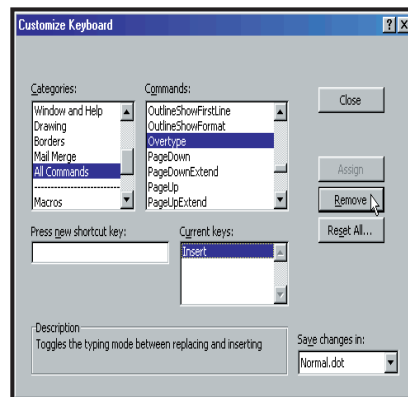 Customize Keyboard
Categories:
Commands:
Window and Help
Drawing
Borders
Mail Merge
All Commands
Macros
OutlineShowFirstLine
OutlineShowFormat
Overtype
PageDown
PageDownExtend
PageUp
PageUpExtend
Close
Assign
Remove
Reset All...
Press new shortcut key:
Current keys:
Insert
Description
Toggles the typing mode between replacing and inserting
Save changes in:
Normal.dot